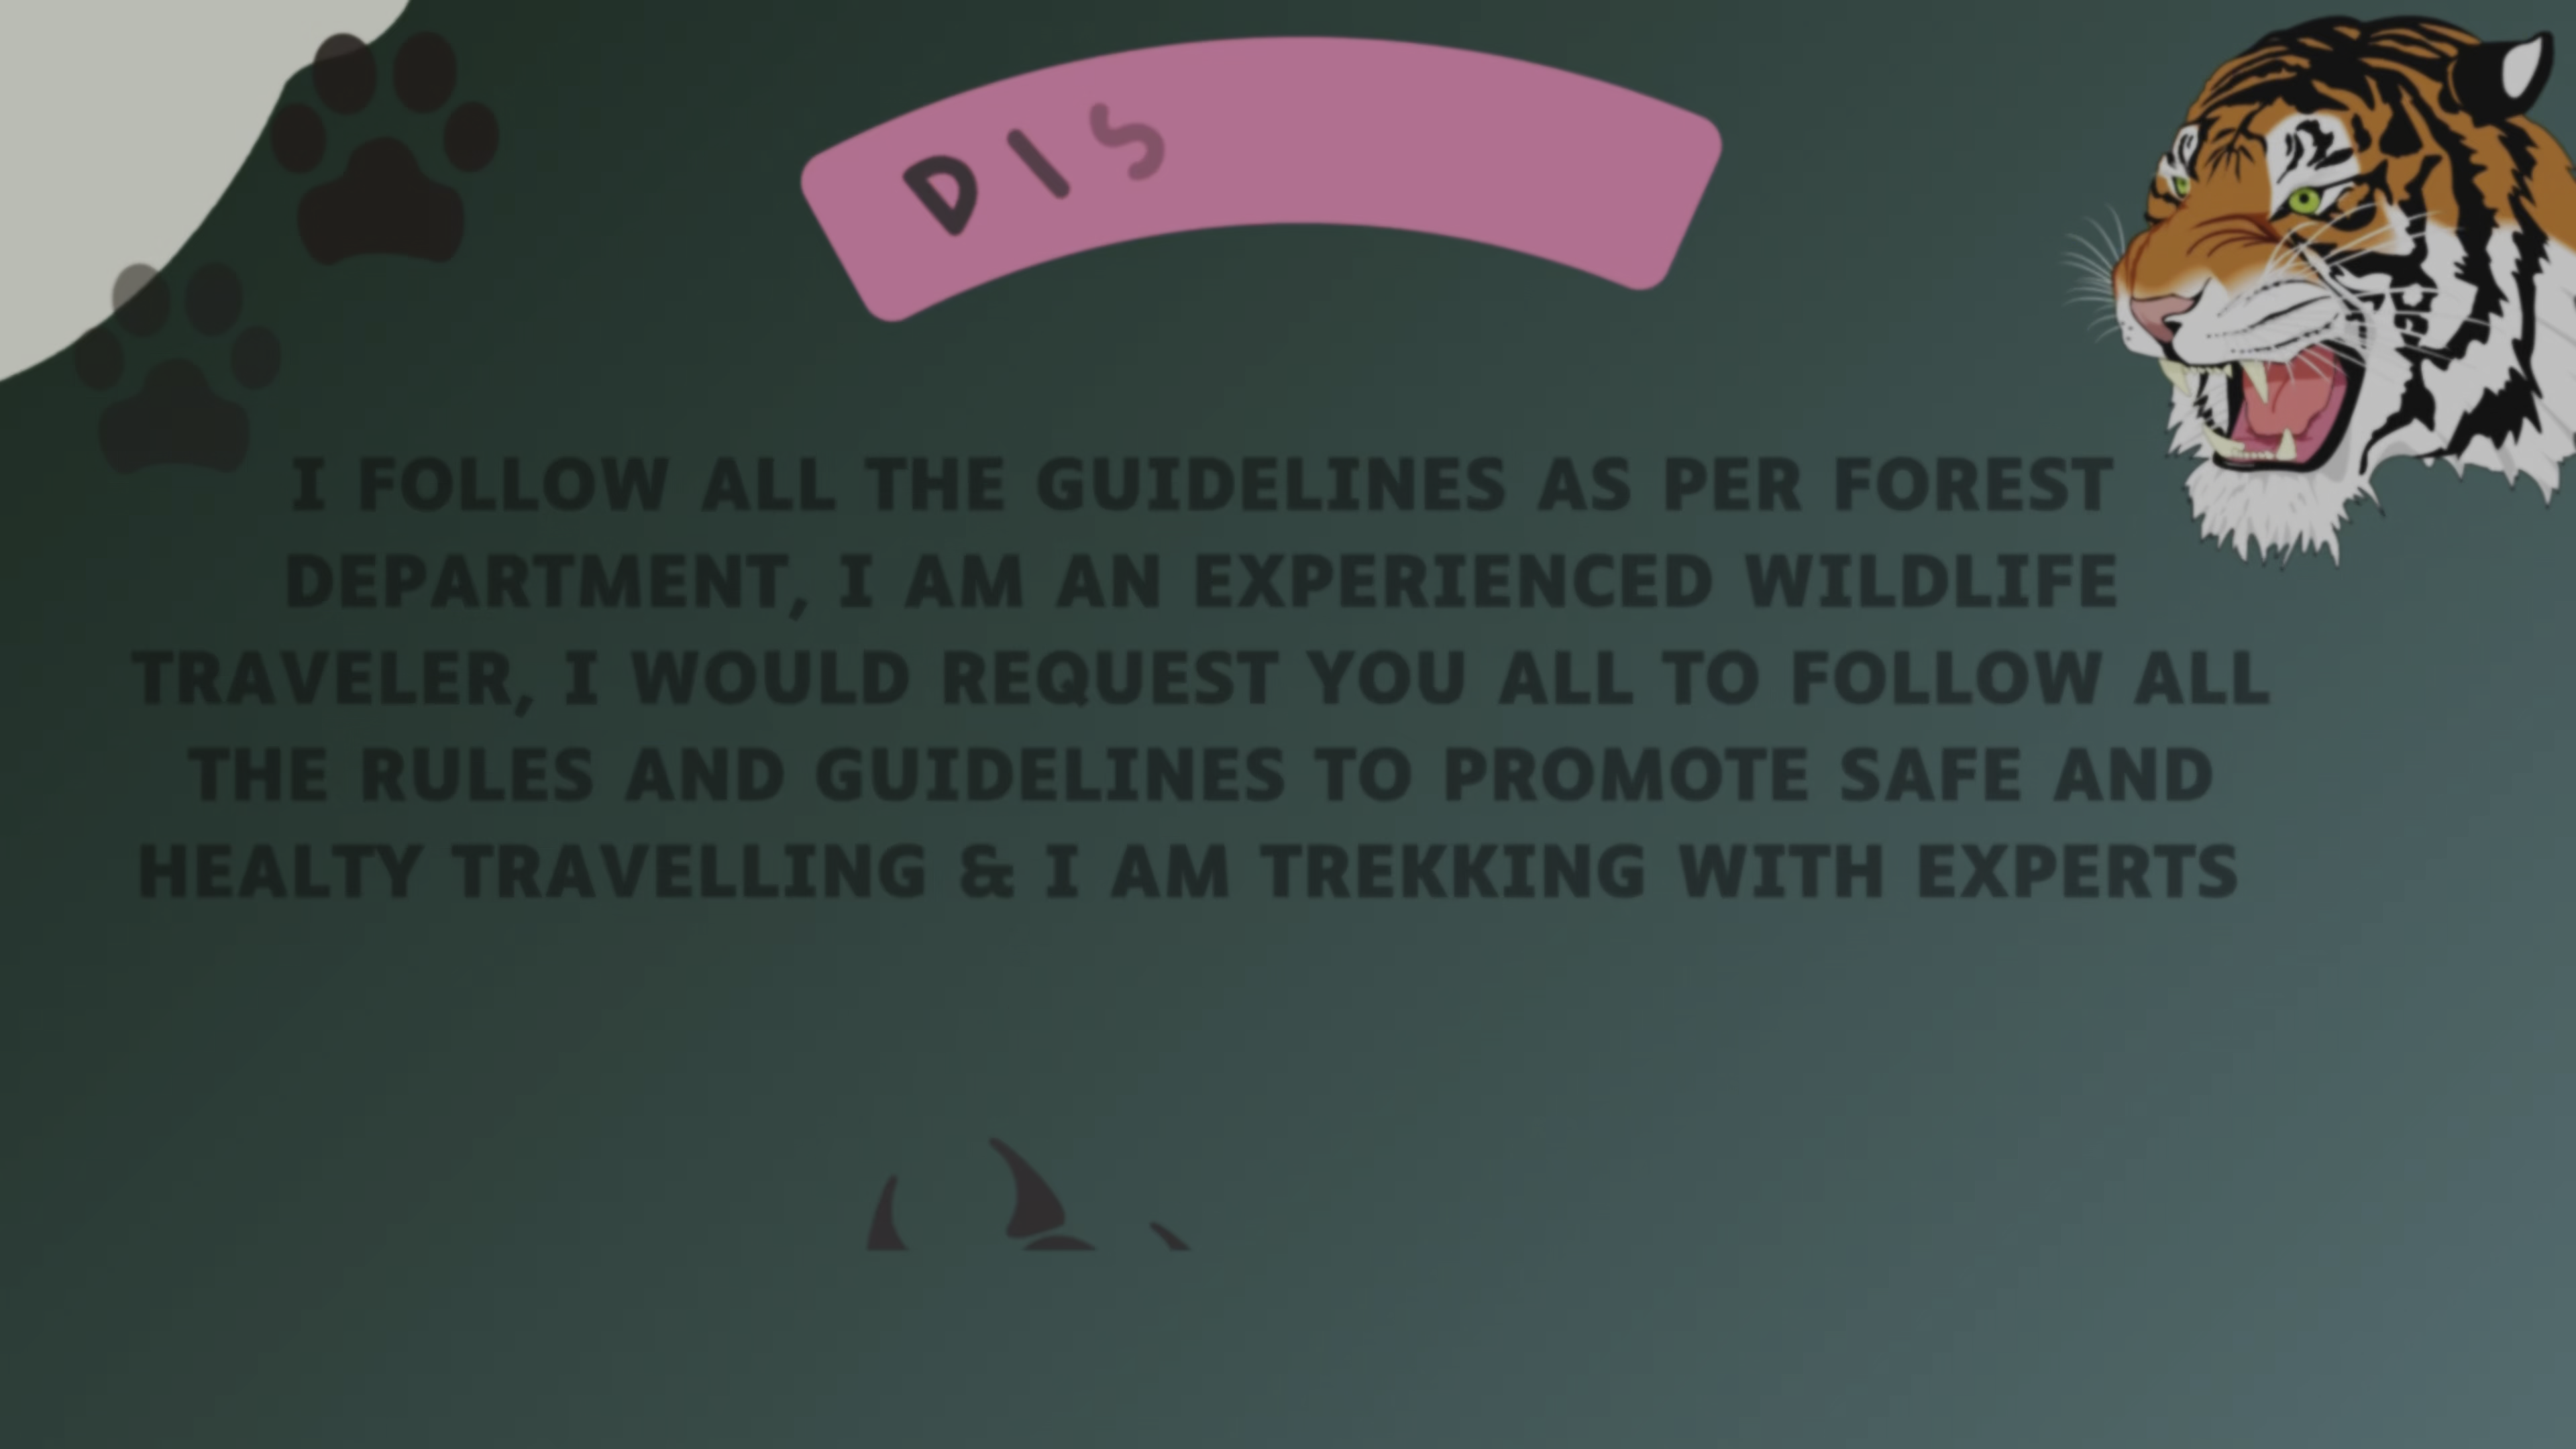 DIS
I FOLLOW ALL THE GUIDELINES AS PER FOREST
DEPARTMENT, I AM AN EXPERIENCED WILDLIFE
TRAVELER, I WOULD REQUEST YOU ALL TO FOLLOW ALL
THE RULES AND GUIDELINES TO PROMOTE SAFE AND
HEALTY TRAVELLING & I AM TREKKING WITH EXPERTS